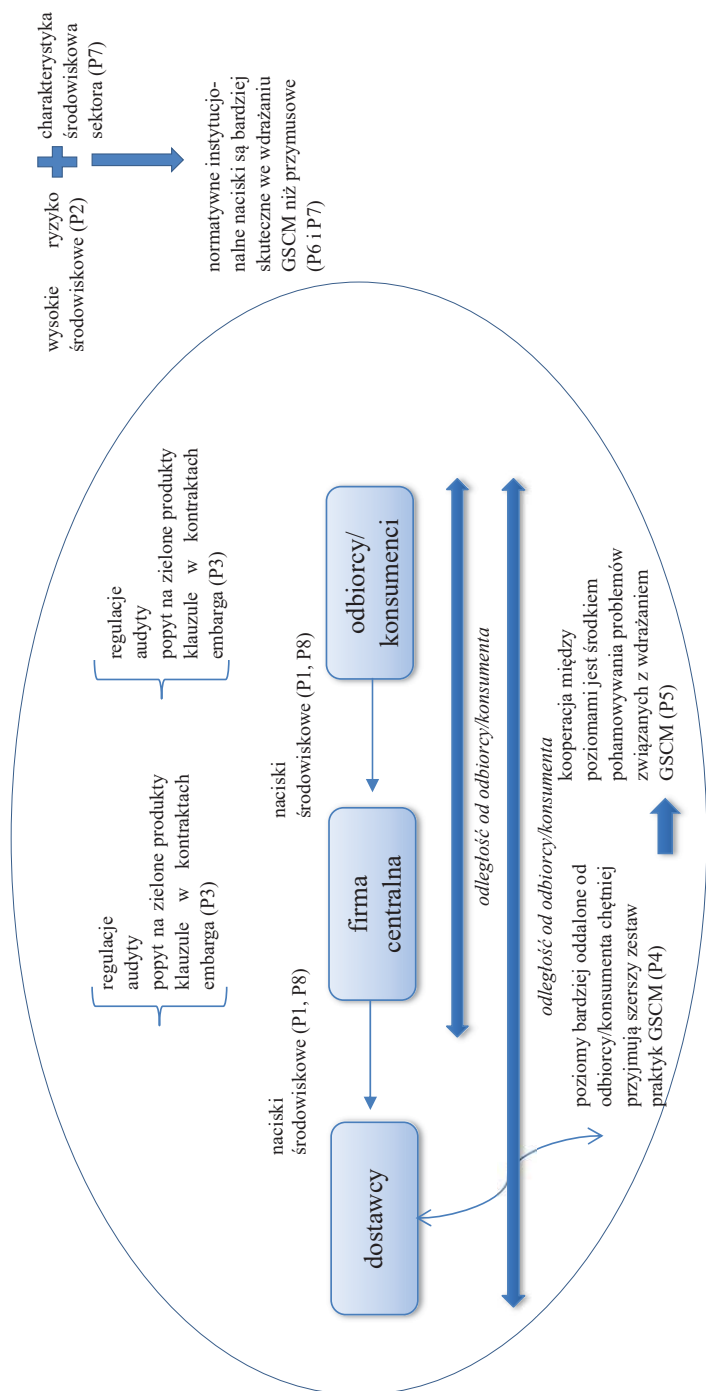 wysokie ryzyko
środowiskowe (P2)
charakterystyka
środowiskowa
sektora (P7)
normatywne instytucjo-
nalne naciski są bardziej
skuteczne we wdrażaniu
GSCM niż przymusowe
(P6 i P7)
regulacje
audyty
popyt na zielone produkty
klauzule w kontraktach
embarga (P3)
regulacje
audyty
popyt na zielone produkty
klauzule w kontraktach
embarga (P3)
naciski
środowiskowe (P1, P8)
naciski
środowiskowe (P1, P8)
dostawcy
firma
centralna
odbiorcy/
konsumenci
odległość od odbiorcy/konsumenta
odległość od odbiorcy/konsumenta
poziomy bardziej oddalone od
odbiorcy/konsumenta chętniej
przyjmują szerszy zestaw
praktyk GSCM (P4)
kooperacja między
poziomami jest środkiem
pohamowywania problemów
związanych z wdrażaniem
GSCM (P5)